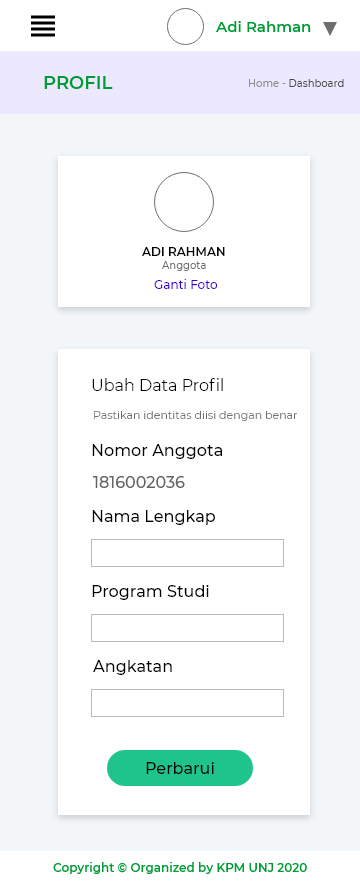 Adi Rahman
PROFIL
Home - Dashboard
ADI RAHMAN
Anggota
Ganti Foto
Ubah Data Profil
Pastikan identitas diisi dengan benar
Nomor Anggota
1816002036
Nama Lengkap
Program Studi
Angkatan
Perbarui
Copyright © Organized by KPM UNJ 2020